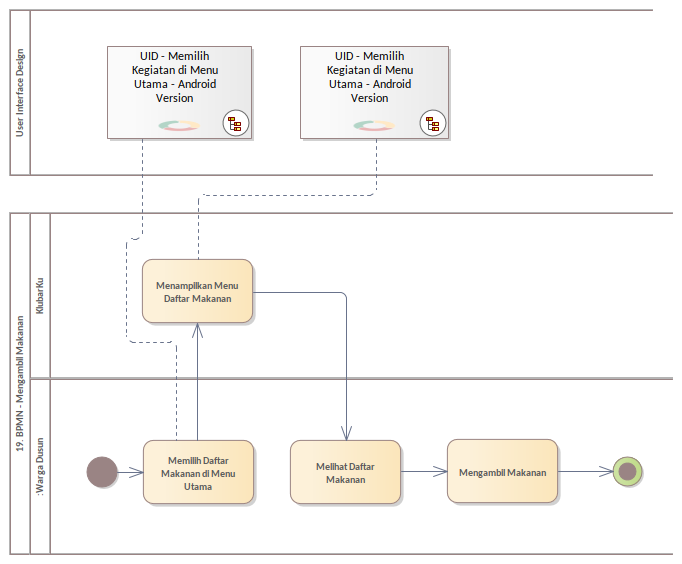 User Interface Design
UID - Memilih
Kegiatan di Menu
Utama - Android
Version
UID - Memilih
Kegiatan di Menu
Utama - Android
Version
19. BPMN - Mengambil Makanan
KlubarKu
Menampilkan Menu
Daftar Makanan
:Warga Dusun
Memilih Daftar
Makanan di Menu
Utama
Melihat Daftar
Makanan
Mengambil Makanan